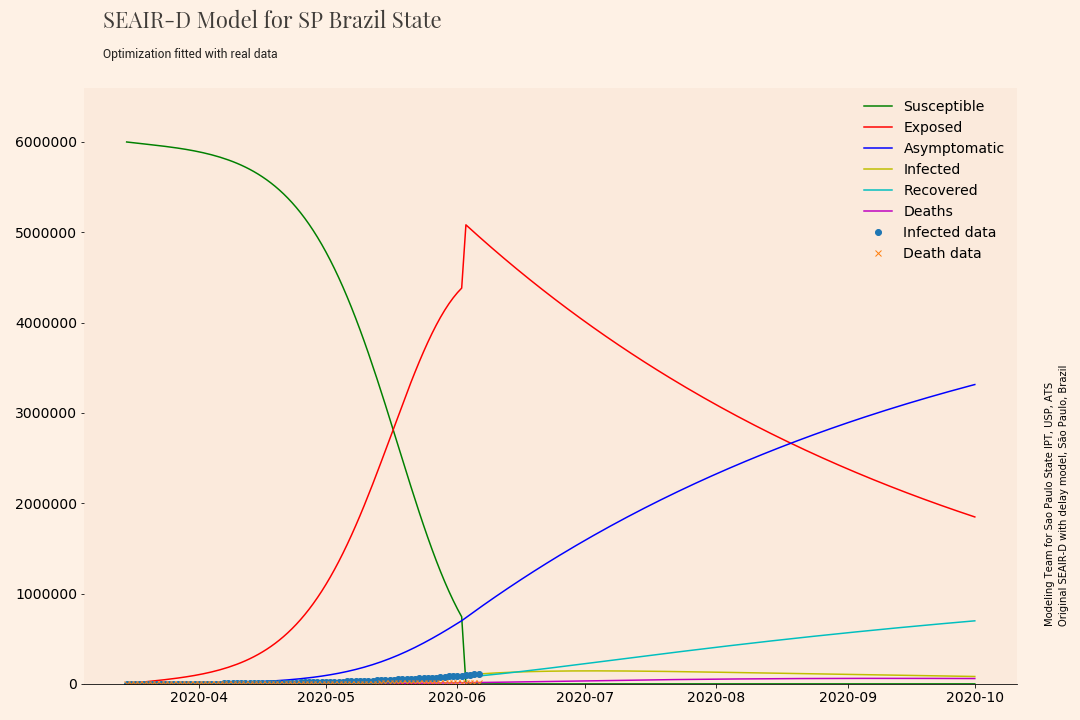 SEAIR-D Model for SP Brazil State
Optimization fitted with real data
Susceptible
Exposed
Asymptomatic
Infected
Recovered
Deaths
Infected data
Death data
6000000
5000000
4000000
3000000
2000000
1000000
0
2020-04
2020-05
2020-06
2020-07
2020-08
2020-09
2020-10
Modeling Team for Sao Paulo State IPT, USP, ATS
Original SEAIR-D with delay model, São Paulo, Brazil